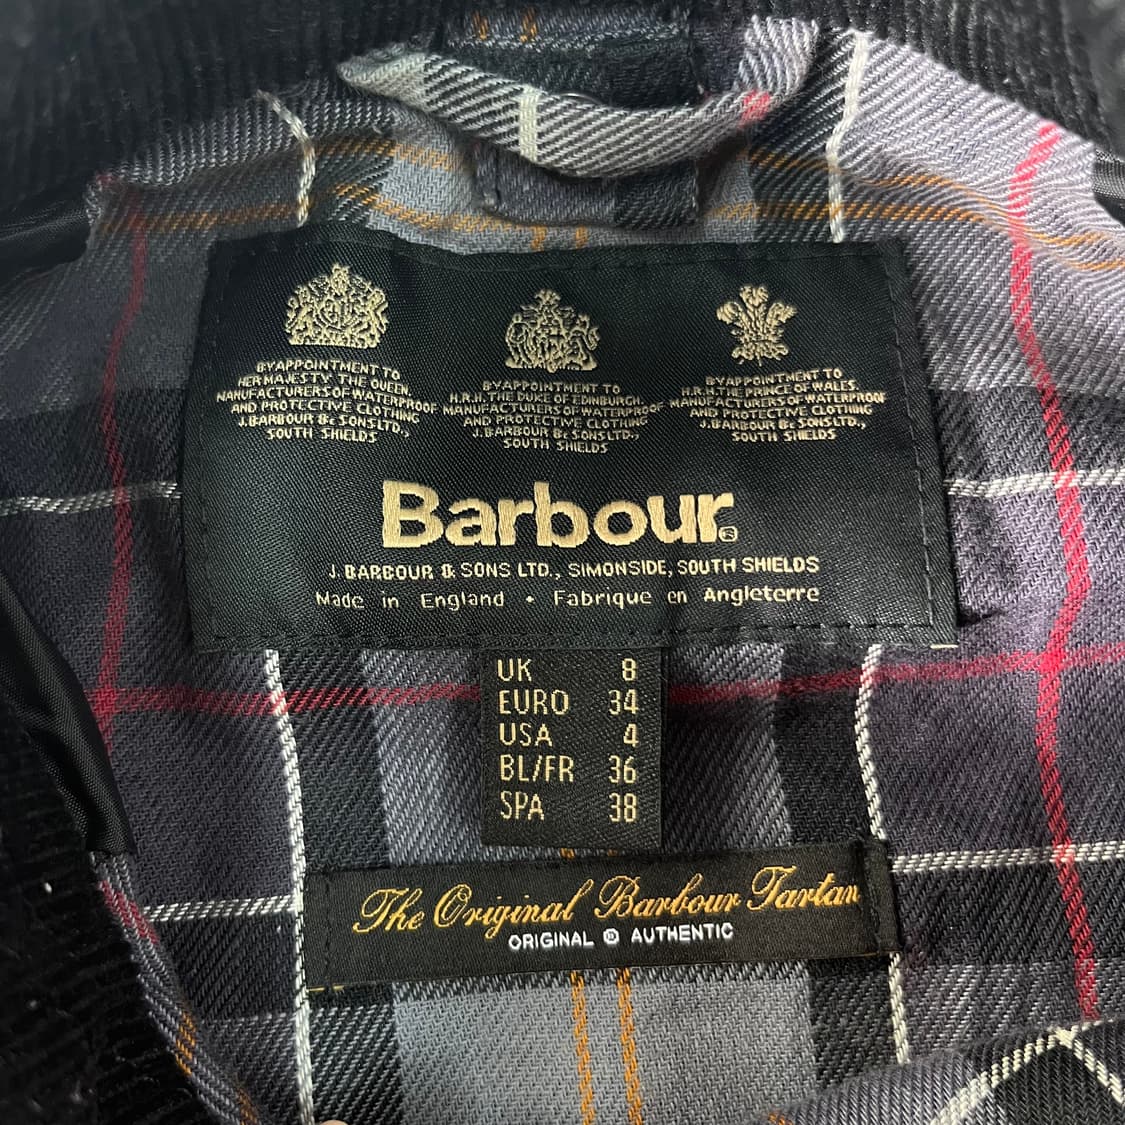 BY APPOINTMENT TO
HER MAJESTY THE QUEEN.
MANUFACTURERS OF WATERPROOF
AND PROTECTIVE CLOTHING
J. BARBOUR & SONS LTD.,
SOUTH SHIELDS
BY APPOINTMENT TO
H.R.H. THE DUKE OF EDINBURGH.
MANUFACTURERS OF WATERPROOF
AND PROTECTIVE CLOTHING
J. BARBOUR & SONS LTD.,
SOUTH SHIELDS
BY APPOINTMENT TO
H.R.H. THE PRINCE OF WALES.
MANUFACTURERS OF WATERPROOF
AND PROTECTIVE CLOTHING
J. BARBOUR & SONS LTD.,
SOUTH SHIELDS
Barbour®
J. BARBOUR & SONS LTD., SIMONSIDE, SOUTH SHIELDS
Made in England • Fabrique en Angleterre
UK 8
EURO 34
USA 4
BL/FR 36
SPA 38
The Original Barbour Tartan
ORIGINAL ® AUTHENTIC